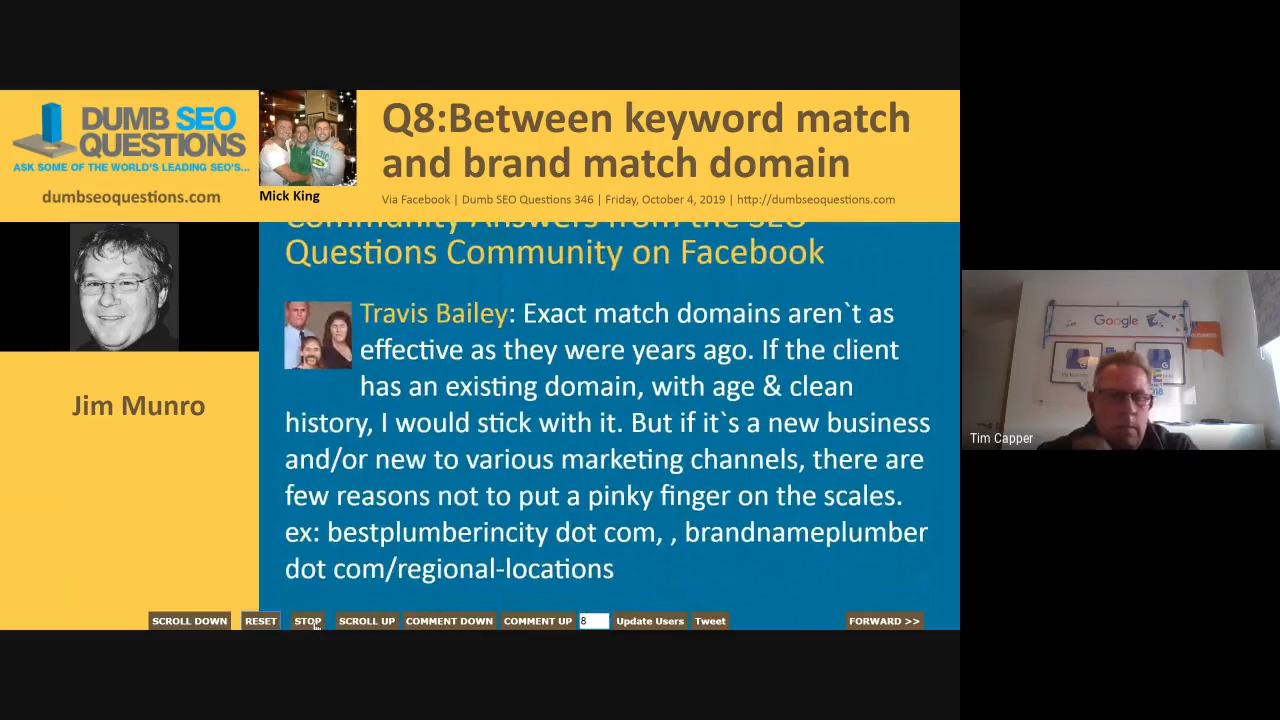 DUMB SEO
QUESTIONS
ASK SOME OF THE WORLD'S LEADING SEO'S...
dumbseoquestions.com
Mick King
Q8:Between keyword match
and brand match domain
Via Facebook | Dumb SEO Questions 346 | Friday, October 4, 2019 | http://dumbseoquestions.com
Jim Munro
Community Answers from the SEO
Questions Community on Facebook
Travis Bailey: Exact match domains aren`t as
effective as they were years ago. If the client
has an existing domain, with age & clean
history, I would stick with it. But if it`s a new business
and/or new to various marketing channels, there are
few reasons not to put a pinky finger on the scales.
ex: bestplumberincity dot com, , brandnameplumber
dot com/regional-locations
SCROLL DOWN RESET STOP SCROLL UP COMMENT DOWN COMMENT UP 8 Update Users Tweet FORWARD >>
Google
Tim Capper